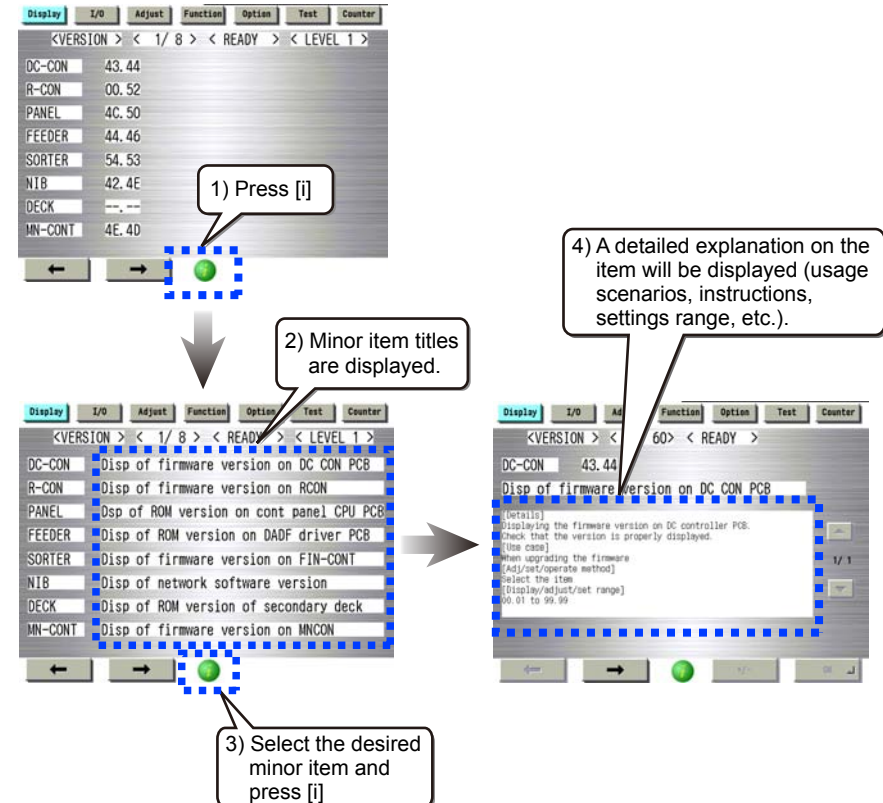 Display I/O Adjust Function Option Test Counter
<VERSION > < 1/ 8 > < READY > < LEVEL 1 >
DC-CON 43.44
R-CON 00.52
PANEL 4C.50
FEEDER 44.46
SORTER 54.53
NIB 42.4E
DECK --.--
MN-CONT 4E.4D
1) Press [i]
2) Minor item titles
are displayed.
Display I/O Adjust Function Option Test Counter
<VERSION > < 1/ 8 > < READY > < LEVEL 1 >
DC-CON Disp of firmware version on DC CON PCB
R-CON Disp of firmware version on RCON
PANEL Dsp of ROM version on cont panel CPU PCB
FEEDER Disp of ROM version on DADF driver PCB
SORTER Disp of firmware version on FIN-CONT
NIB Disp of network software version
DECK Disp of ROM version of secondary deck
MN-CONT Disp of firmware version on MNCON
3) Select the desired
minor item and
press [i]
4) A detailed explanation on the
item will be displayed (usage
scenarios, instructions,
settings range, etc.).
Display I/O Ad Function Option Test Counter
<VERSION > < 60> < READY >
DC-CON 43.44
Disp of firmware version on DC CON PCB
[Details]
Displaying the firmware version on DC controller PCB.
Check that the version is properly displayed.
[Use case]
When upgrading the firmware
[Adj/set/operate method]
Select the item
[Display/adjust/set range]
00.01 to 99.99
1/ 1
+/-
OK